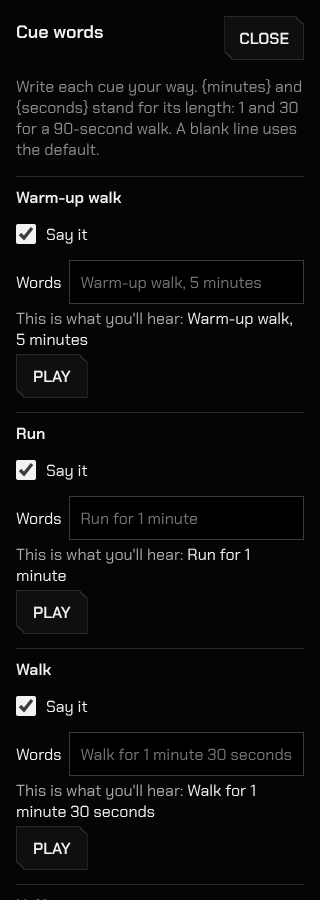 Cue words
CLOSE
Write each cue your way. {minutes} and
{seconds} stand for its length: 1 and 30
for a 90-second walk. A blank line uses
the default.
Warm-up walk
Say it
Words
Warm-up walk, 5 minutes
This is what you'll hear: Warm-up walk,
5 minutes
PLAY
Run
Say it
Words
Run for 1 minute
This is what you'll hear: Run for 1
minute
PLAY
Walk
Say it
Words
Walk for 1 minute 30 seconds
This is what you'll hear: Walk for 1
minute 30 seconds
PLAY